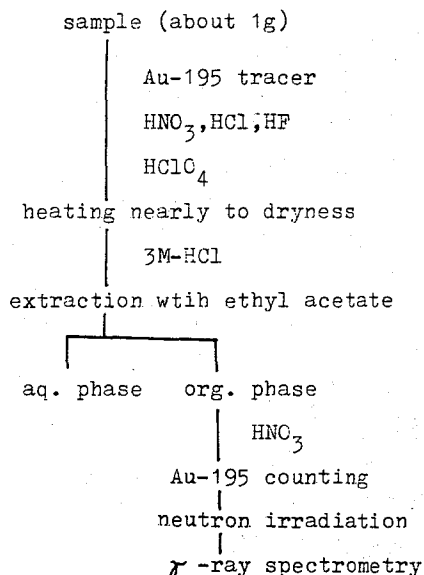 sample (about 1g)
Au-195 tracer
HNO3,HCl,HF
HClO4
heating nearly to dryness
3M-HCl
extraction wtih ethyl acetate
aq. phase org. phase
HNO3
Au-195 counting
neutron irradiation
γ-ray spectrometry